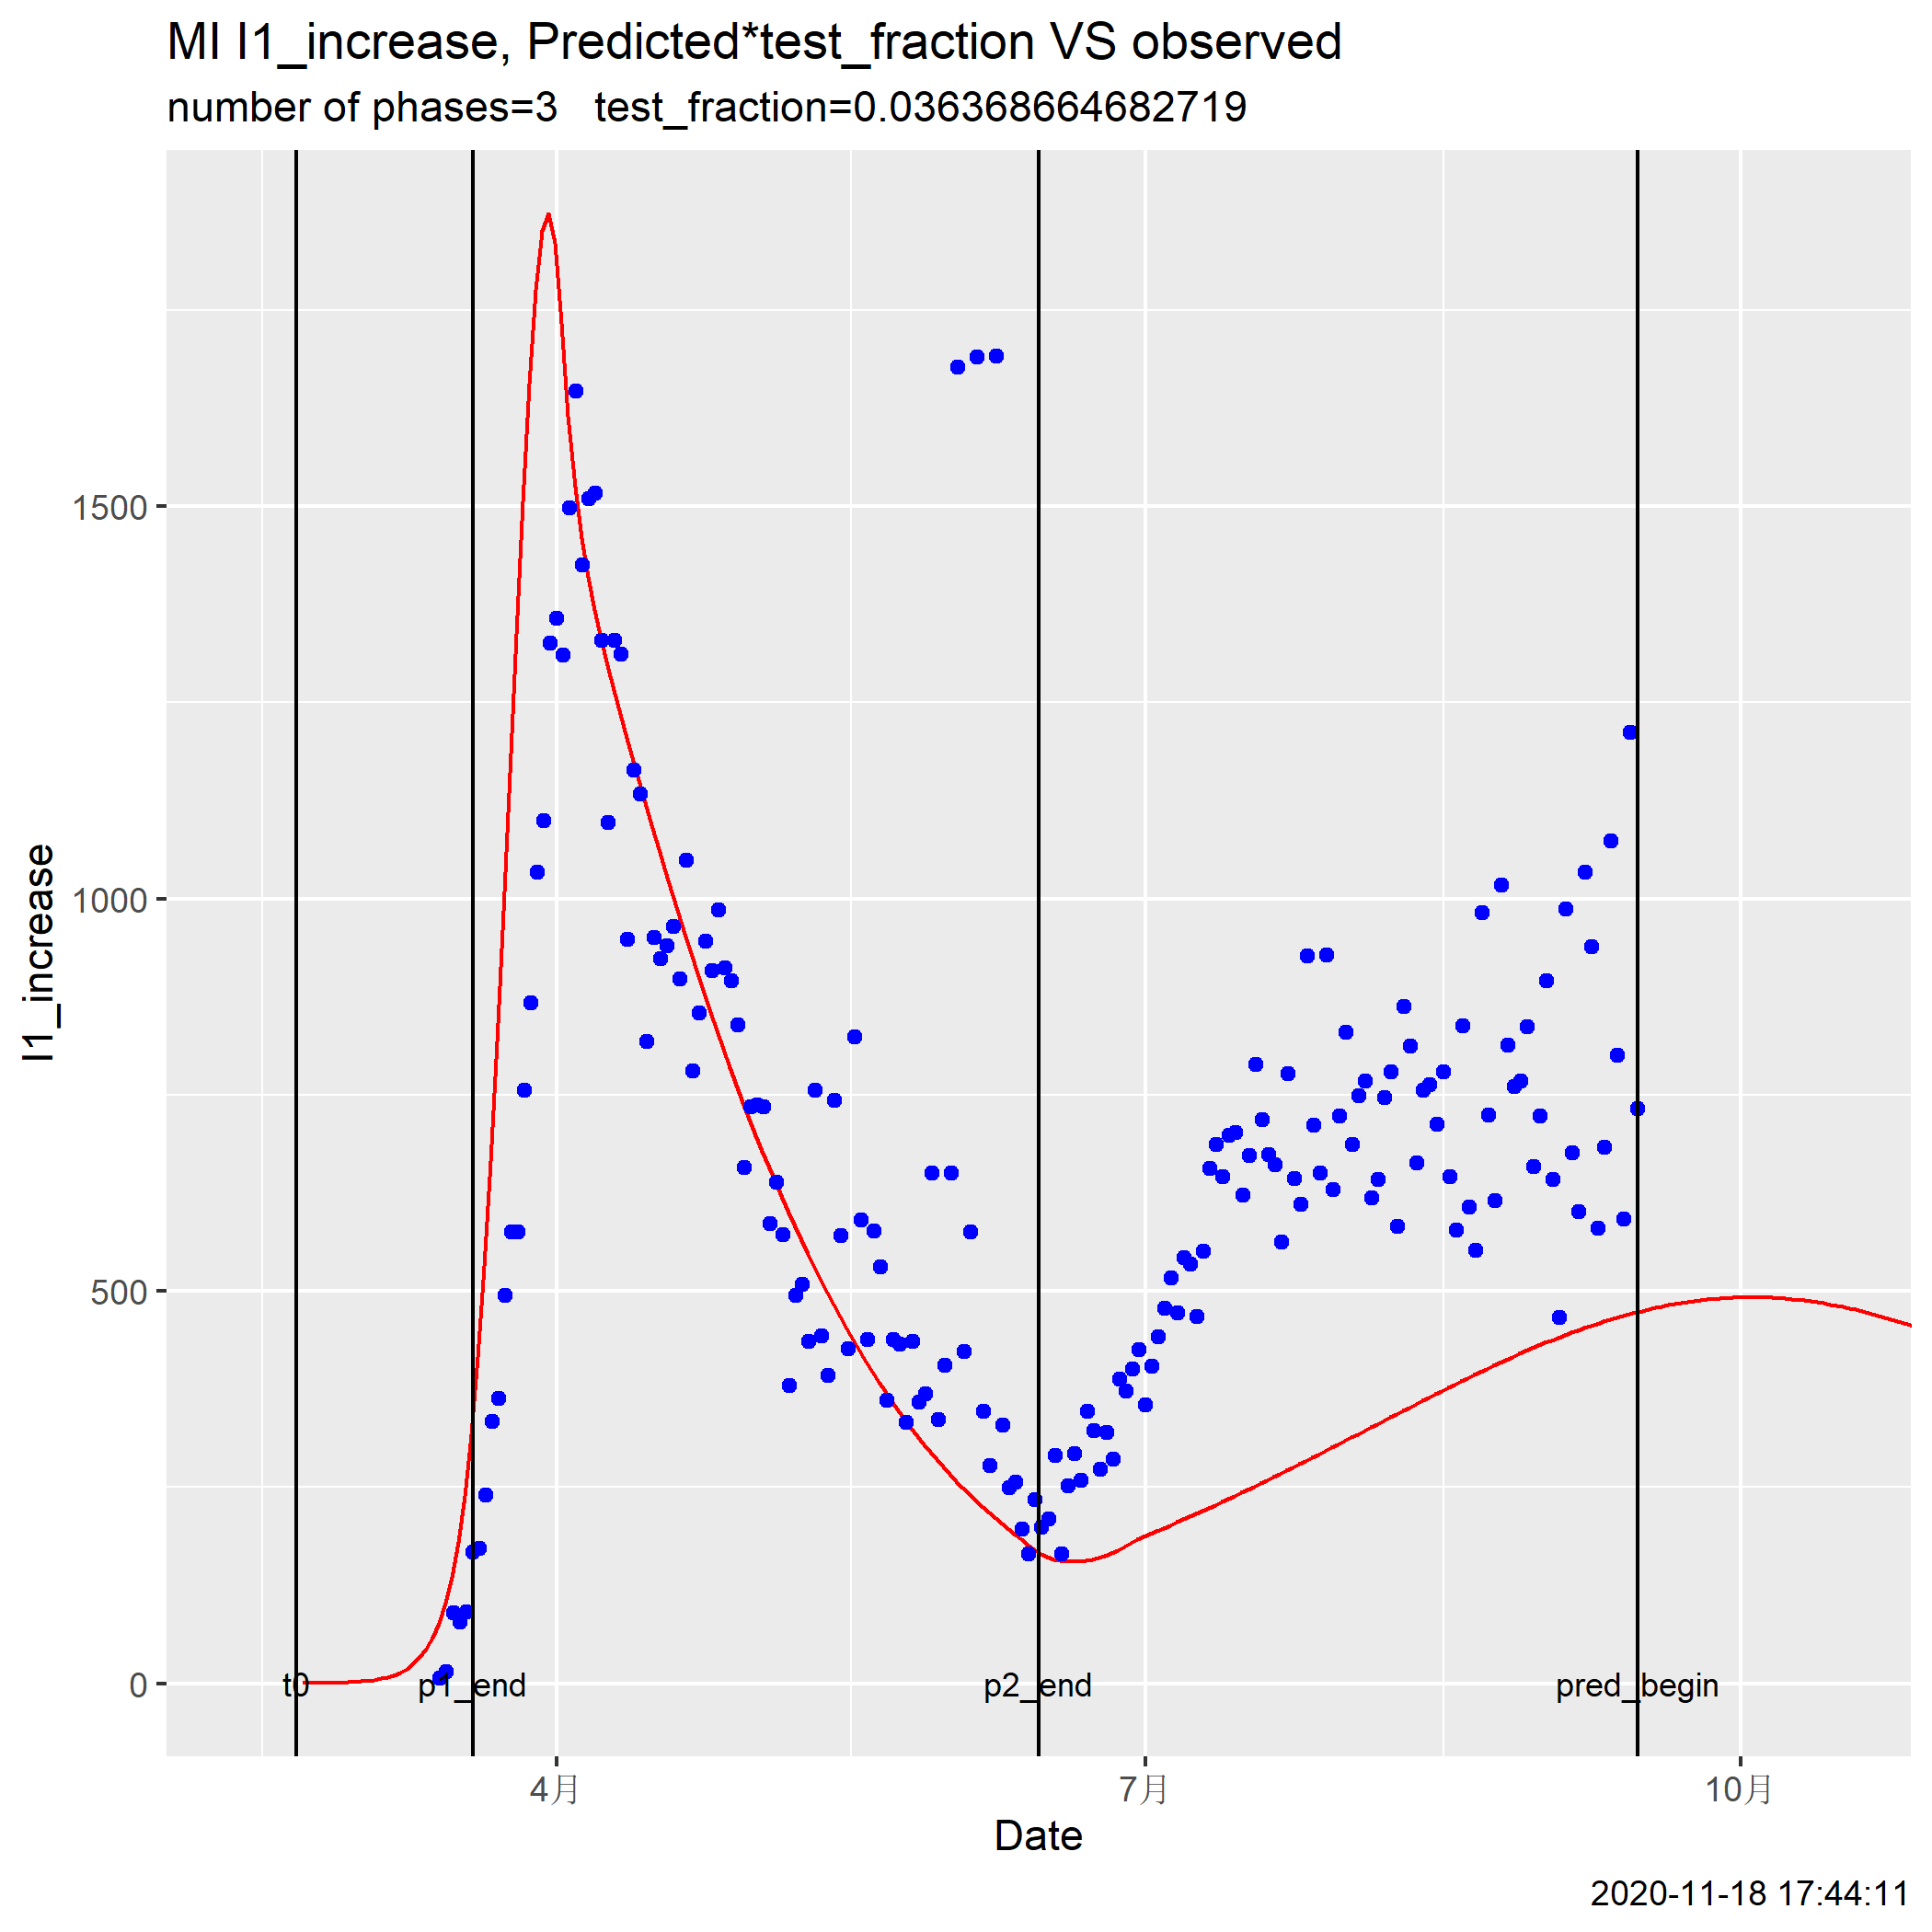 MI I1_increase, Predicted*test_fraction VS observed
number of phases=3   test_fraction=0.036368664682719
I1_increase
1500
1000
500
0
t0
p1_end
p2_end
pred_begin
4月
7月
10月
Date
2020-11-18 17:44:11